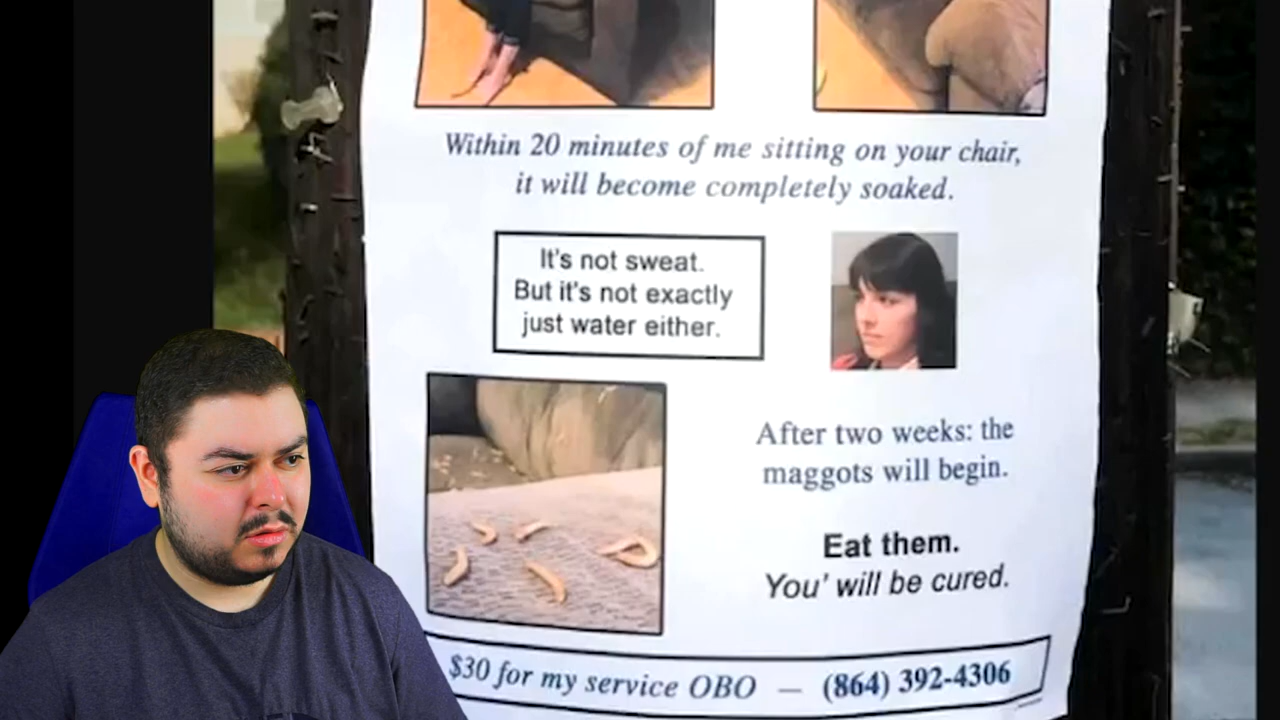 Within 20 minutes of me sitting on your chair,
it will become completely soaked.
It's not sweat.
But it's not exactly
just water either.
After two weeks: the
maggots will begin.
Eat them.
You' will be cured.
$30 for my service OBO — (864) 392-4306